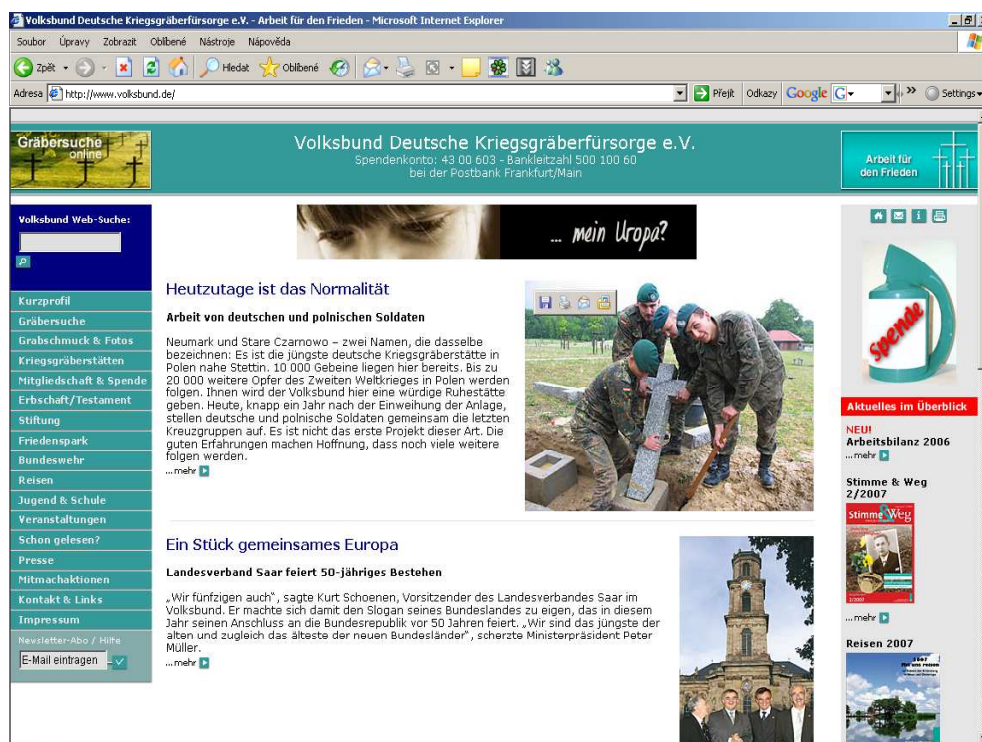 Volksbund Deutsche Kriegsgräberfürsorge e.V. - Arbeit für den Frieden - Microsoft Internet Explorer
Soubor Úpravy Zobrazit Oblíbené Nástroje Nápověda
Zpět Hledat Oblíbené
Adresa http://www.volksbund.de/ Přejít Odkazy Google G Settings
Gräbersuche
online
Volksbund Deutsche Kriegsgräberfürsorge e.V.
Spendenkonto: 43 00 603 - Bankleitzahl 500 100 60
bei der Postbank Frankfurt/Main
Arbeit für
den Frieden
Volksbund Web-Suche:
Kurzprofil
Gräbersuche
Grabschmuck & Fotos
Kriegsgräberstätten
Mitgliedschaft & Spende
Erbschaft/Testament
Stiftung
Friedenspark
Bundeswehr
Reisen
Jugend & Schule
Veranstaltungen
Schon gelesen?
Presse
Mitmachaktionen
Kontakt & Links
Impressum
Newsletter-Abo / Hilfe
E-Mail eintragen
... mein Uropa?
Heutzutage ist das Normalität
Arbeit von deutschen und polnischen Soldaten
Neumark und Stare Czarnowo – zwei Namen, die dasselbe
bezeichnen: Es ist die jüngste deutsche Kriegsgräberstätte in
Polen nahe Stettin. 10 000 Gebeine liegen hier bereits. Bis zu
20 000 weitere Opfer des Zweiten Weltkrieges in Polen werden
folgen. Ihnen wird der Volksbund hier eine würdige Ruhestätte
geben. Heute, knapp ein Jahr nach der Einweihung der Anlage,
stellen deutsche und polnische Soldaten gemeinsam die letzten
Kreuzgruppen auf. Es ist nicht das erste Projekt dieser Art. Die
guten Erfahrungen machen Hoffnung, dass noch viele weitere
folgen werden.
...mehr
Ein Stück gemeinsames Europa
Landesverband Saar feiert 50-jähriges Bestehen
„Wir fünfzigen auch", sagte Kurt Schoenen, Vorsitzender des Landesverbandes Saar im
Volksbund. Er machte sich damit den Slogan seines Bundeslandes zu eigen, das in diesem
Jahr seinen Anschluss an die Bundesrepublik vor 50 Jahren feiert. „Wir sind das jüngste der
alten und zugleich das älteste der neuen Bundesländer", scherzte Ministerpräsident Peter
Müller.
...mehr
Spende
Aktuelles im Überblick
NEU!
Arbeitsbilanz 2006
...mehr
Stimme & Weg
2/2007
Stimme & Weg
2/2007
...mehr
Reisen 2007
2007
Mit uns reisen